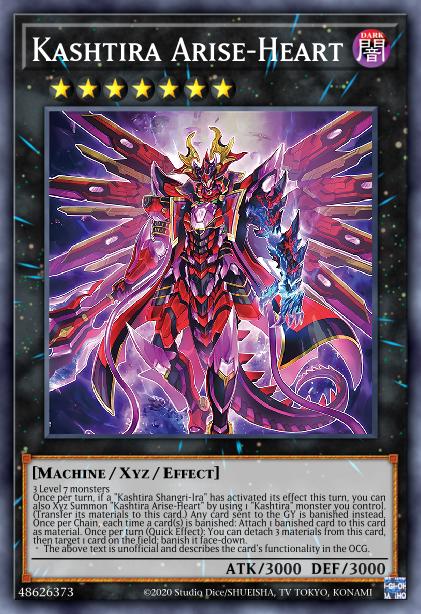 KASHTIRA ARISE-HEART
DARK
闇
[MACHINE / XYZ / EFFECT]
3 Level 7 monsters
Once per turn, if a "Kashtira Shangri-Ira" has activated its effect this turn, you can
also Xyz Summon "Kashtira Arise-Heart" by using 1 "Kashtira" monster you control.
(Transfer its materials to this card.) Any card sent to the GY is banished instead.
Once per Chain, each time a card(s) is banished: Attach 1 banished card to this card
as material. Once per turn (Quick Effect): You can detach 3 materials from this card,
then target 1 card on the field; banish it face-down.
· The above text is unofficial and describes the card's functionality in the OCG.
ATK/3000 DEF/3000
48626373
©2020 Studio Dice/SHUEISHA, TV TOKYO, KONAMI